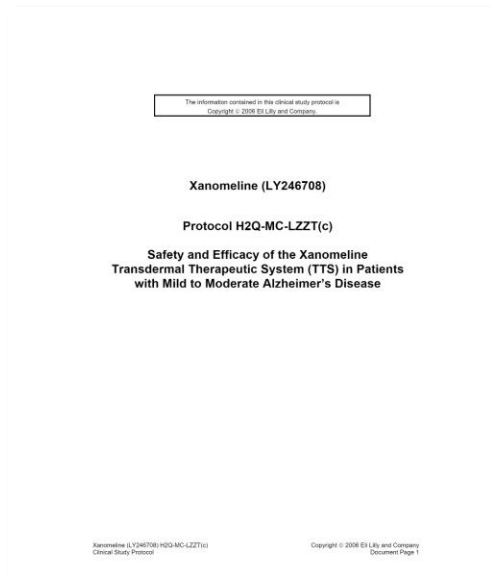 The information contained in this clinical study protocol is
Copyright © 2006 Eli Lilly and Company.
Xanomeline (LY246708)
Protocol H2Q-MC-LZZT(c)
Safety and Efficacy of the Xanomeline
Transdermal Therapeutic System (TTS) in Patients
with Mild to Moderate Alzheimer's Disease
Xanomeline (LY246708) H2Q-MC-LZZT(c)
Copyright © 2006 Eli Lilly and Company
Clinical Study Protocol
Document Page 1